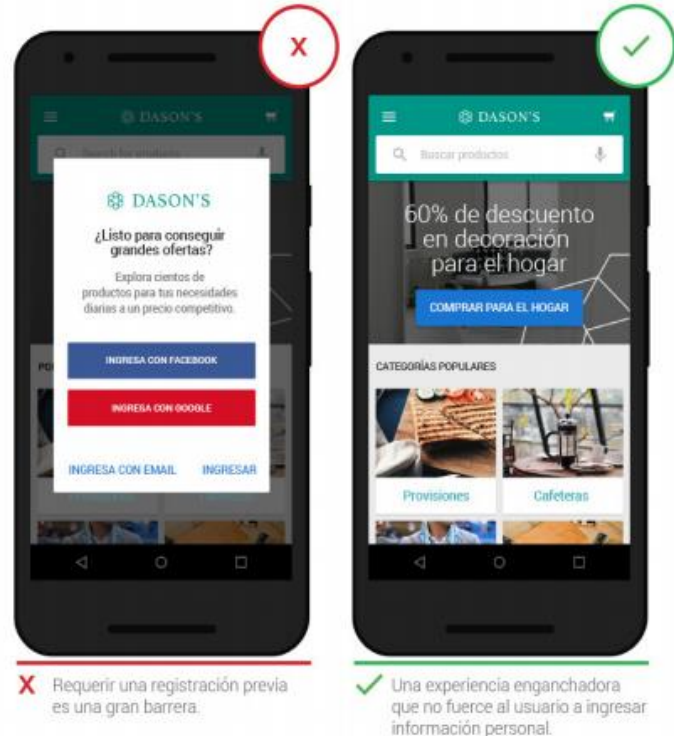 X
DASON'S
Search for products
DASON'S
¿Listo para conseguir
grandes ofertas?
Explora cientos de
productos para tus necesidades
diarias a un precio competitivo.
INGRESA CON FACEBOOK
INGRESA CON GOOGLE
INGRESA CON EMAIL INGRESAR
X Requerir una registración previa
es una gran barrera.
DASON'S
Buscar productos
60% de descuento
en decoración
para el hogar
COMPRAR PARA EL HOGAR
CATEGORÍAS POPULARES
Provisiones Cafeteras
Una experiencia enganchadora
que no fuerce al usuario a ingresar
información personal.